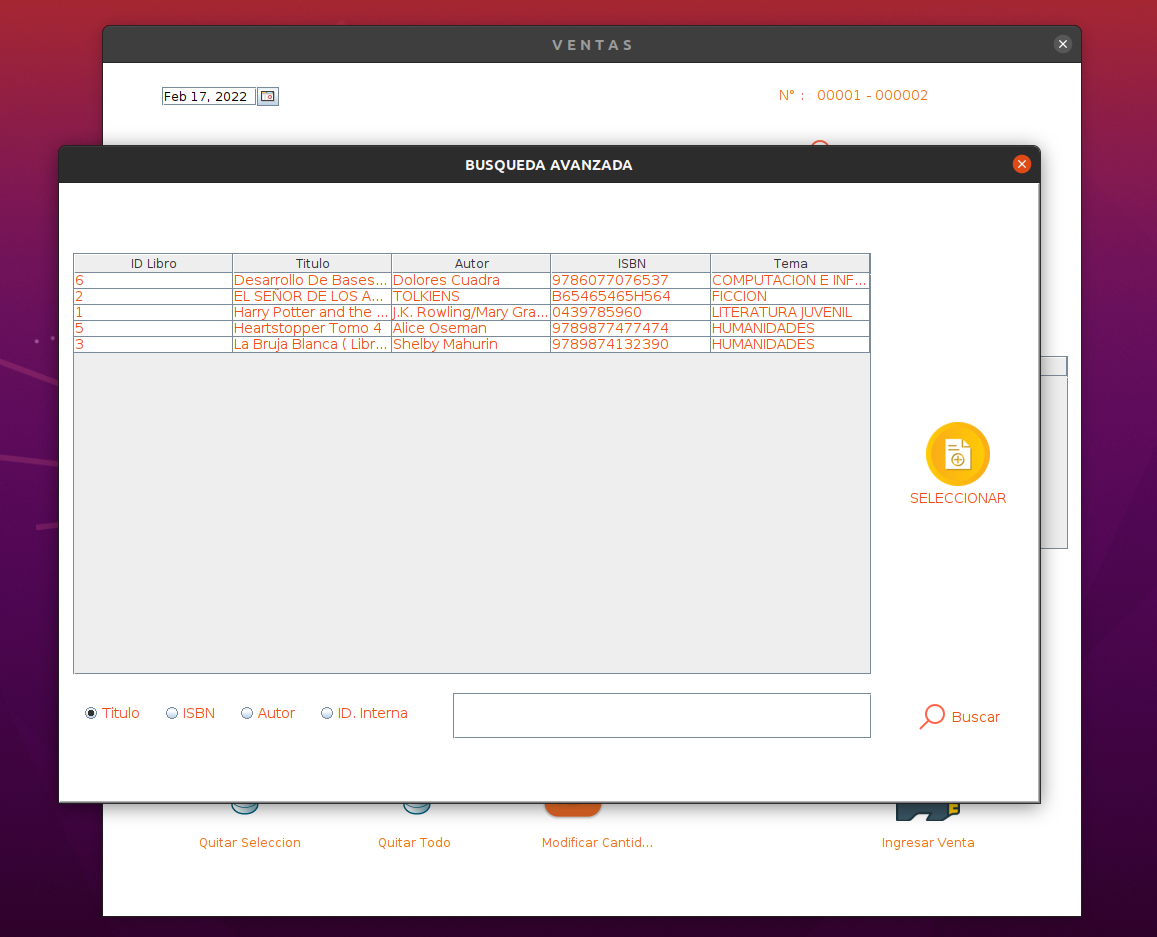 VENTAS
Feb 17, 2022
N° : 00001 - 000002
BUSQUEDA AVANZADA
ID Libro Titulo Autor ISBN Tema
6 Desarrollo De Bases... Dolores Cuadra 9786077076537 COMPUTACION E INF...
2 EL SEÑOR DE LOS A... TOLKIENS B65465465H564 FICCION
1 Harry Potter and the ... J.K. Rowling/Mary Gra... 0439785960 LITERATURA JUVENIL
5 Heartstopper Tomo 4 Alice Oseman 9789877477474 HUMANIDADES
3 La Bruja Blanca ( Libr... Shelby Mahurin 9789874132390 HUMANIDADES
SELECCIONAR
Titulo ISBN Autor ID. Interna
Buscar
Quitar Seleccion Quitar Todo Modificar Cantid... Ingresar Venta